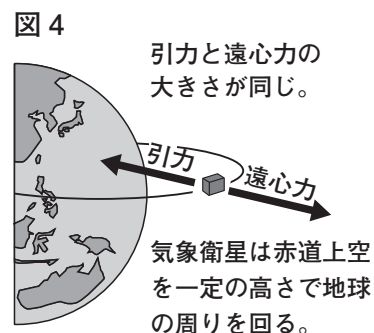 図4
引力と遠心力の
大きさが同じ。
引力
遠心力
気象衛星は赤道上空
を一定の高さで地球
の周りを回る。